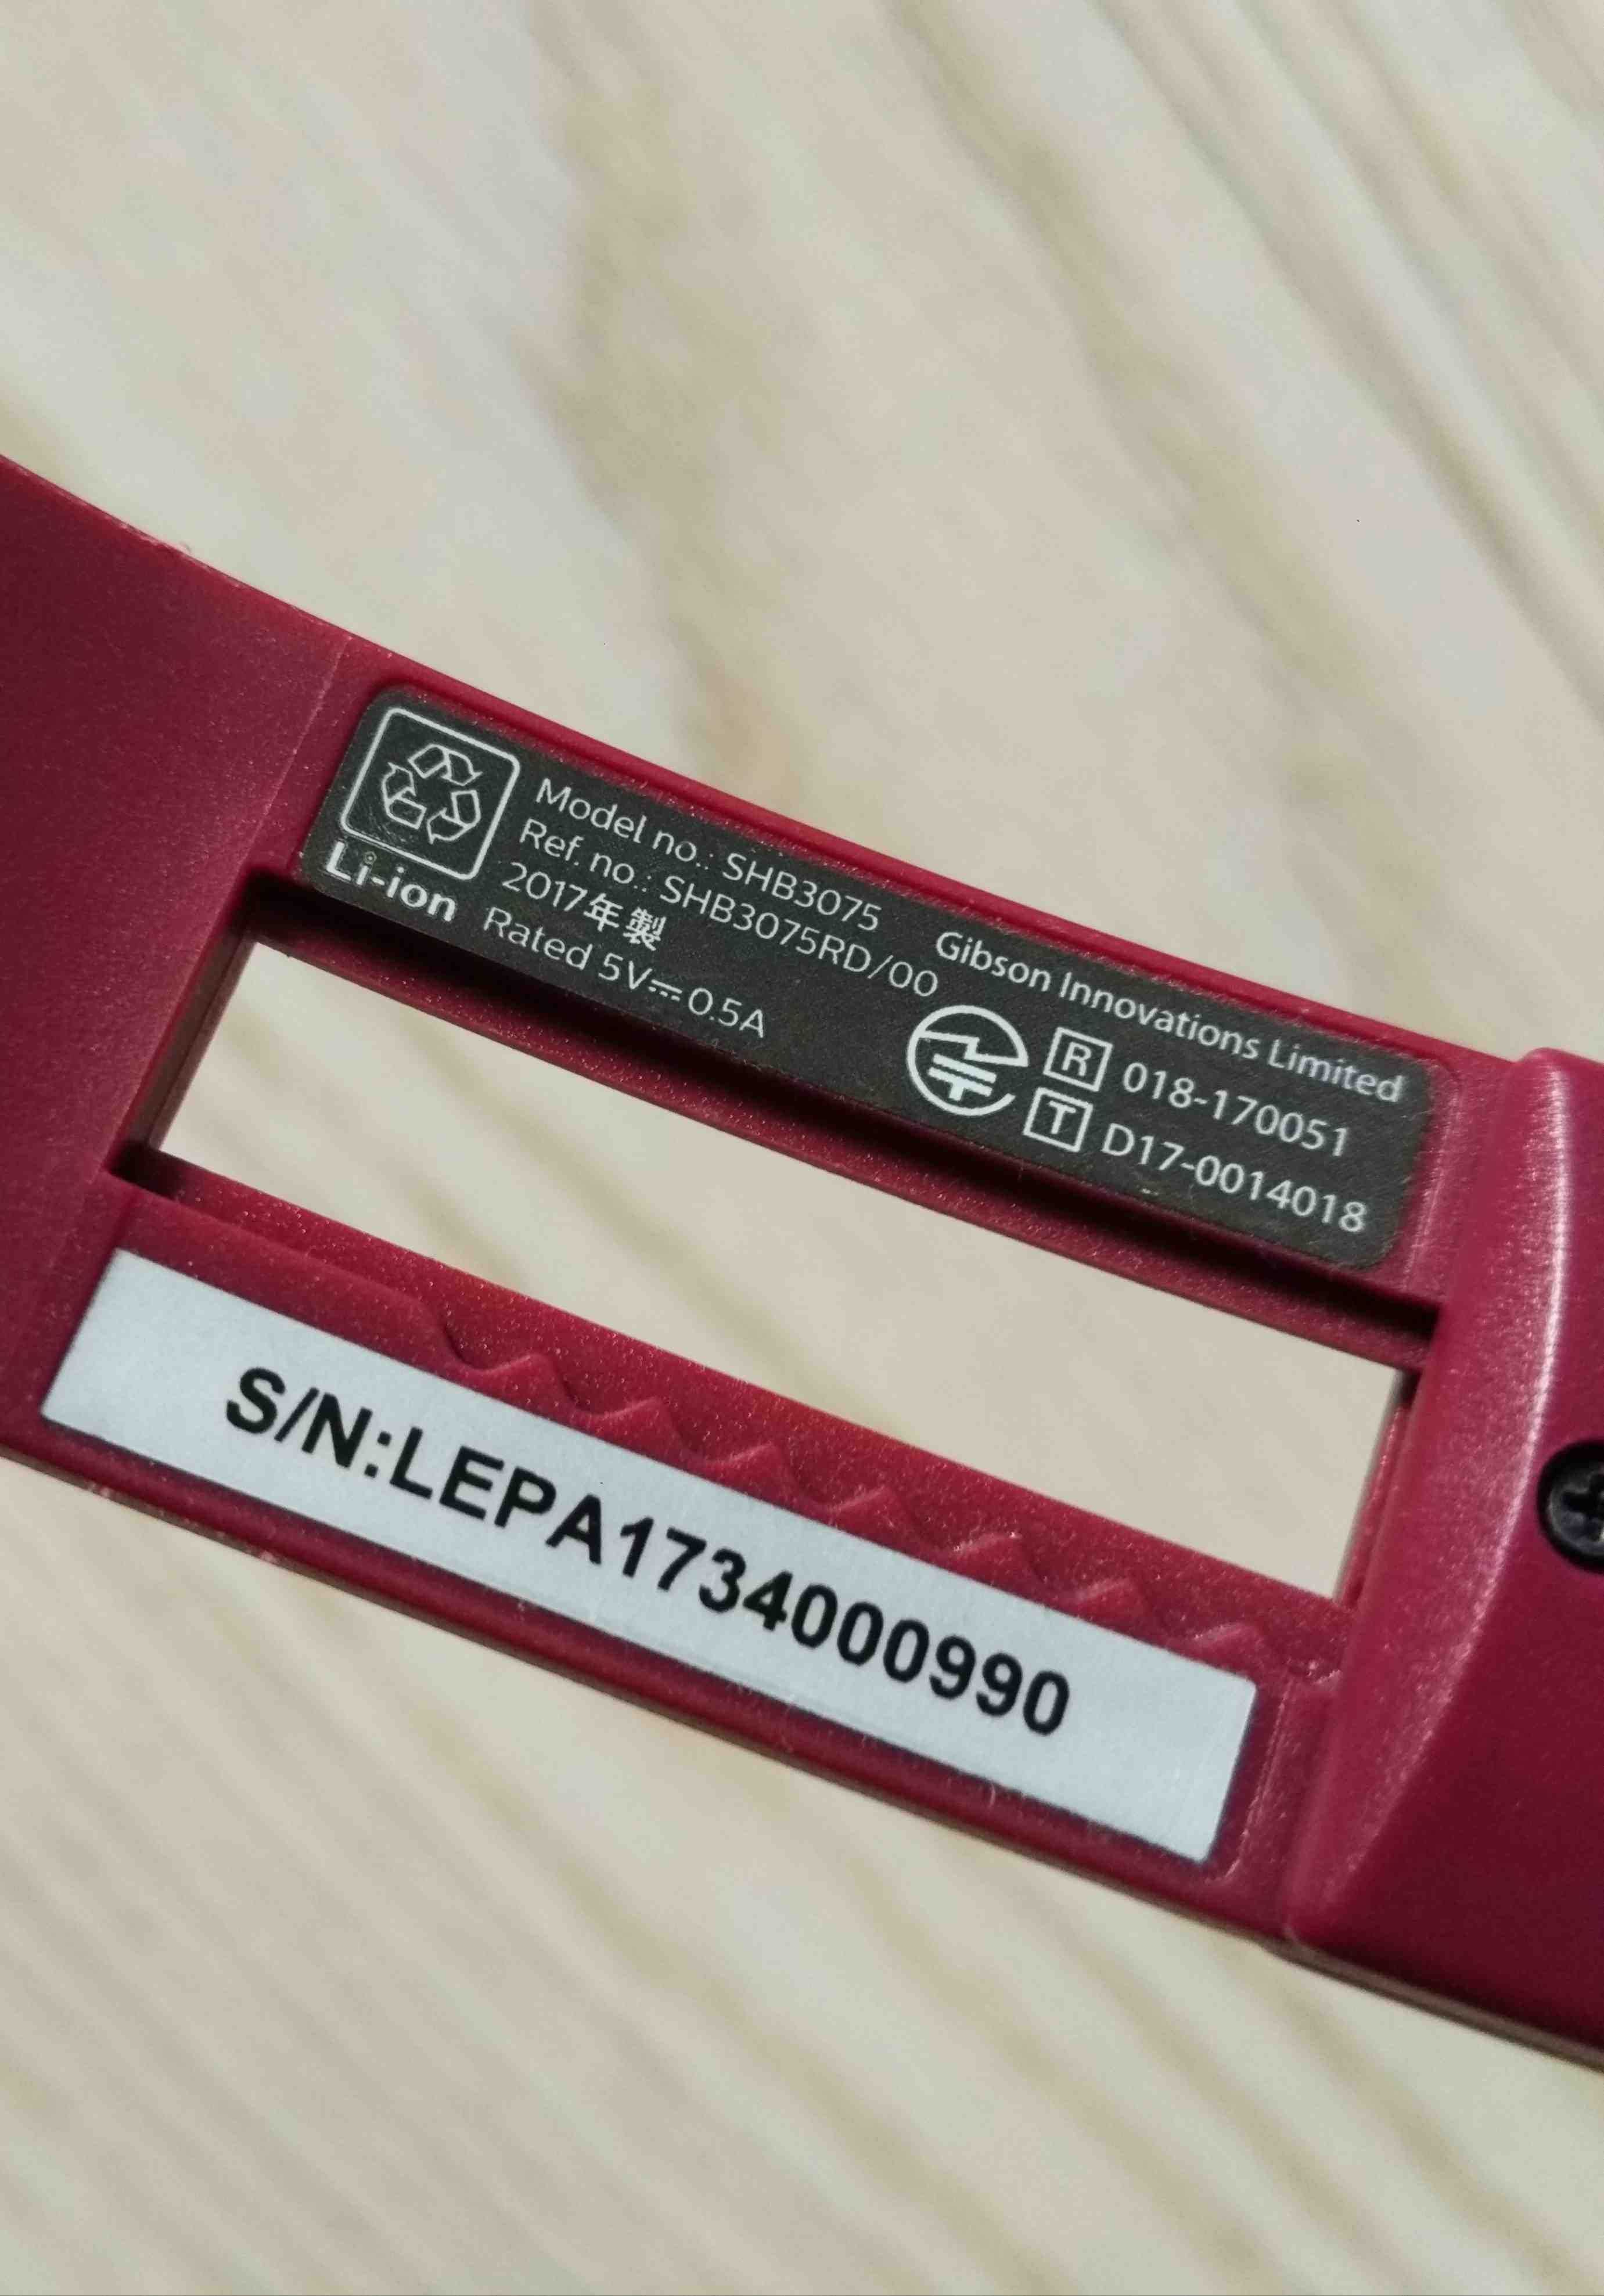 Model no.: SHB3075
Ref. no.: SHB3075RD/00
2017年製
Rated 5V⎓0.5A
Li-ion
Gibson Innovations Limited
R 018-170051
T D17-0014018
S/N:LEPA1734000990